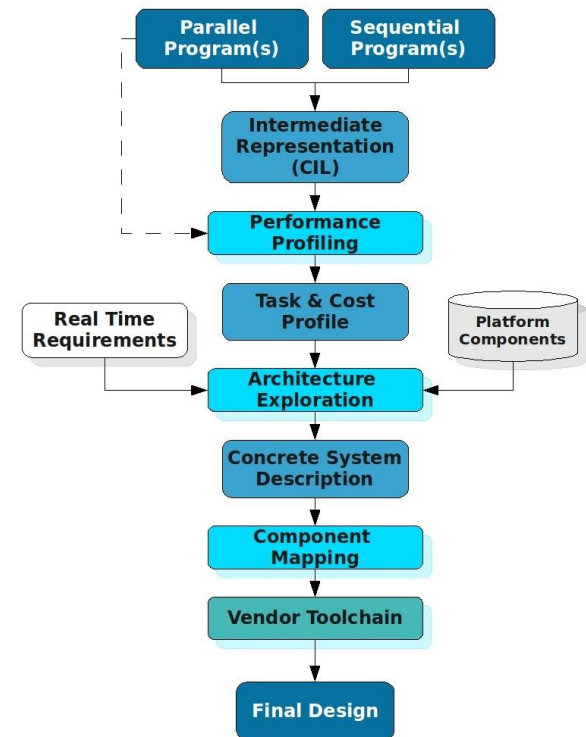 Parallel
Program(s)
Sequential
Program(s)
Intermediate
Representation
(CIL)
Performance
Profiling
Task & Cost
Profile
Real Time
Requirements
Platform
Components
Architecture
Exploration
Concrete System
Description
Component
Mapping
Vendor Toolchain
Final Design